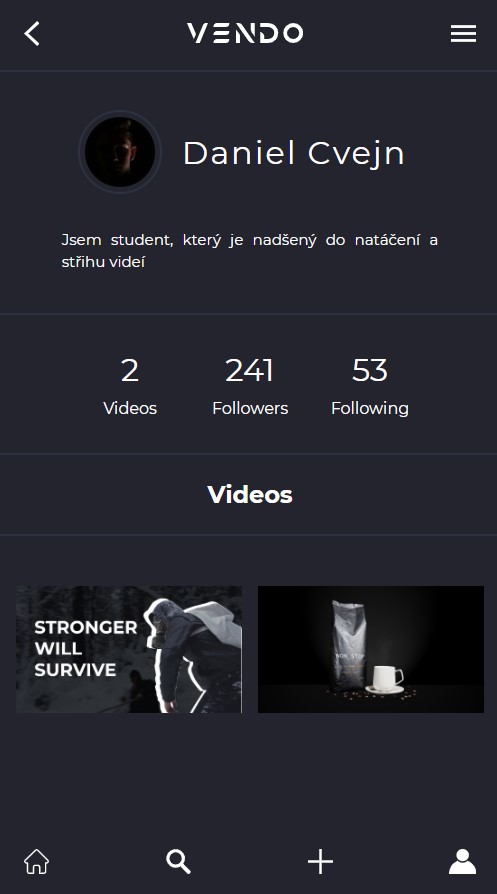 VENDO
Daniel Cvejn
Jsem student, který je nadšený do natáčení a
střihu videí
2
241
53
Videos
Followers
Following
Videos
STRONGER
WILL
SURVIVE
NON STOP